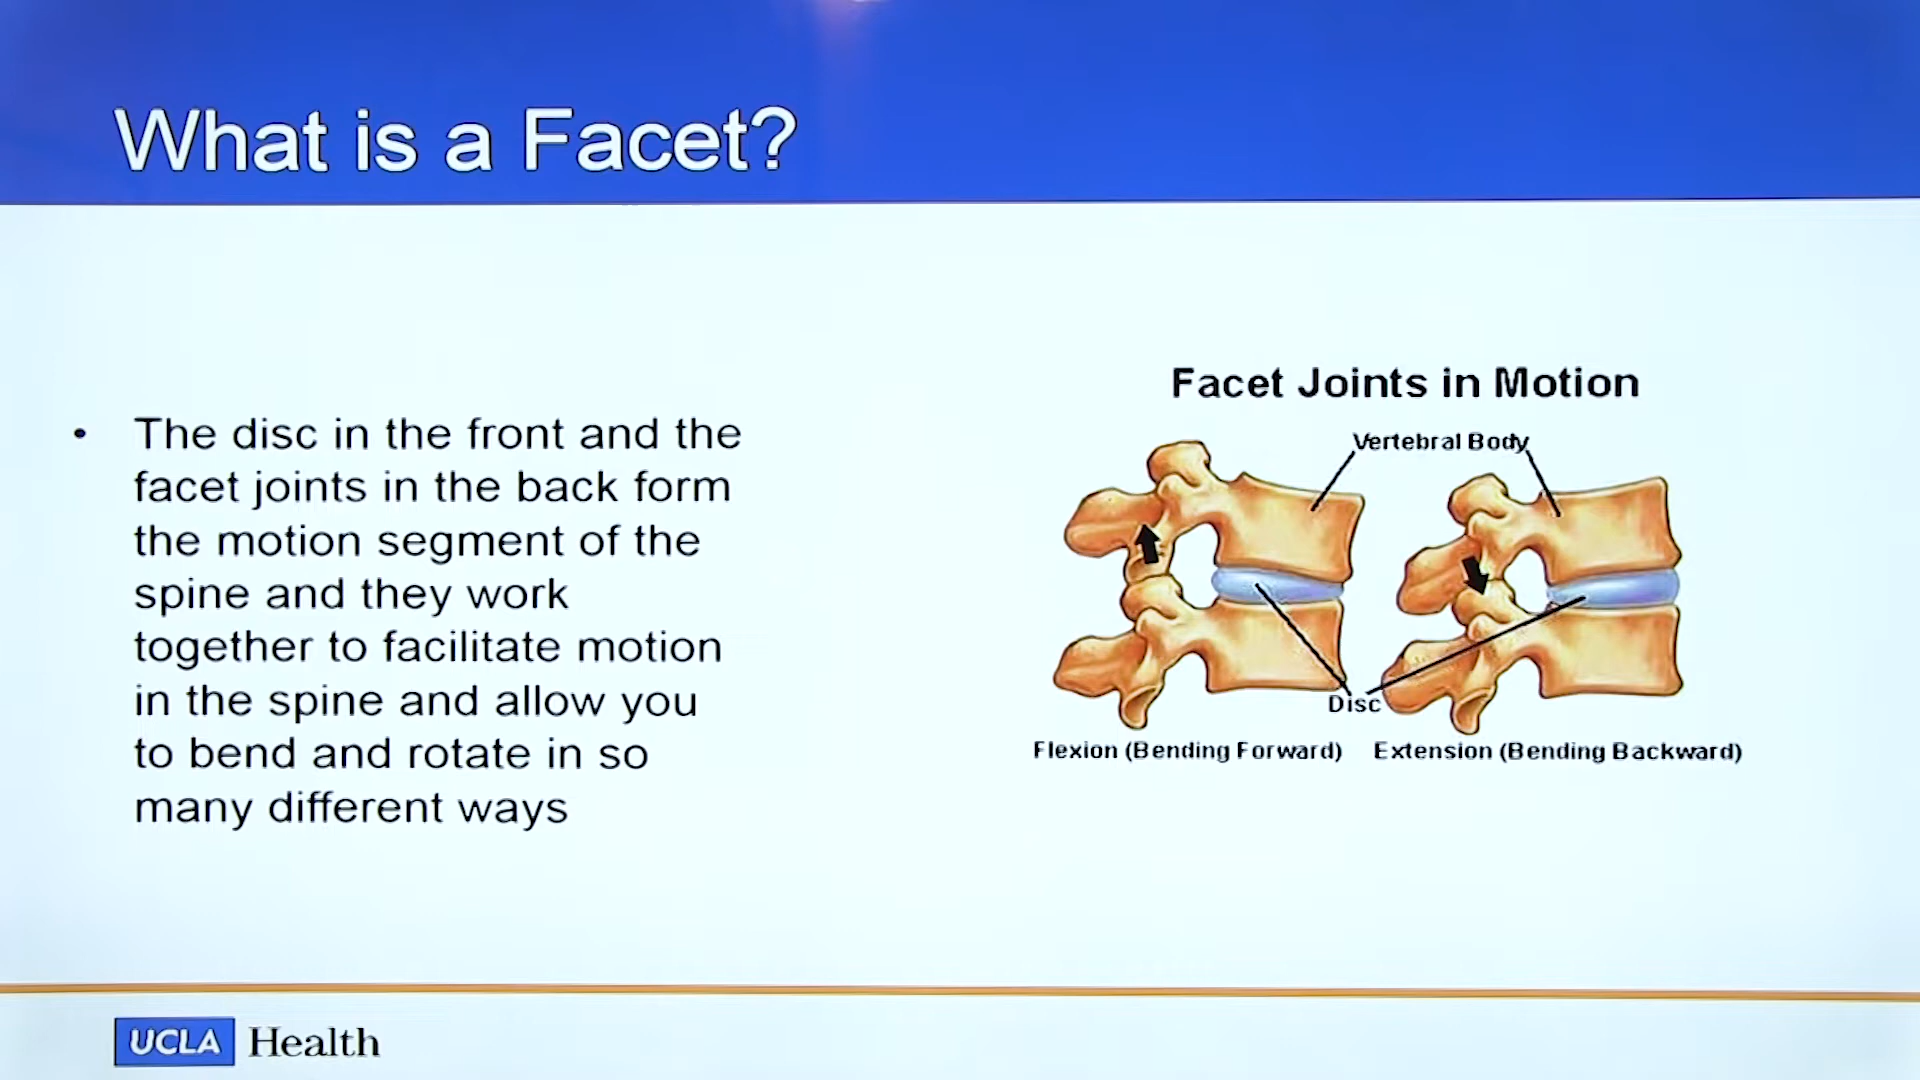 What is a Facet?
• The disc in the front and the
facet joints in the back form
the motion segment of the
spine and they work
together to facilitate motion
in the spine and allow you
to bend and rotate in so
many different ways
Facet Joints in Motion
Vertebral Body
Disc
Flexion (Bending Forward) Extension (Bending Backward)
UCLA Health